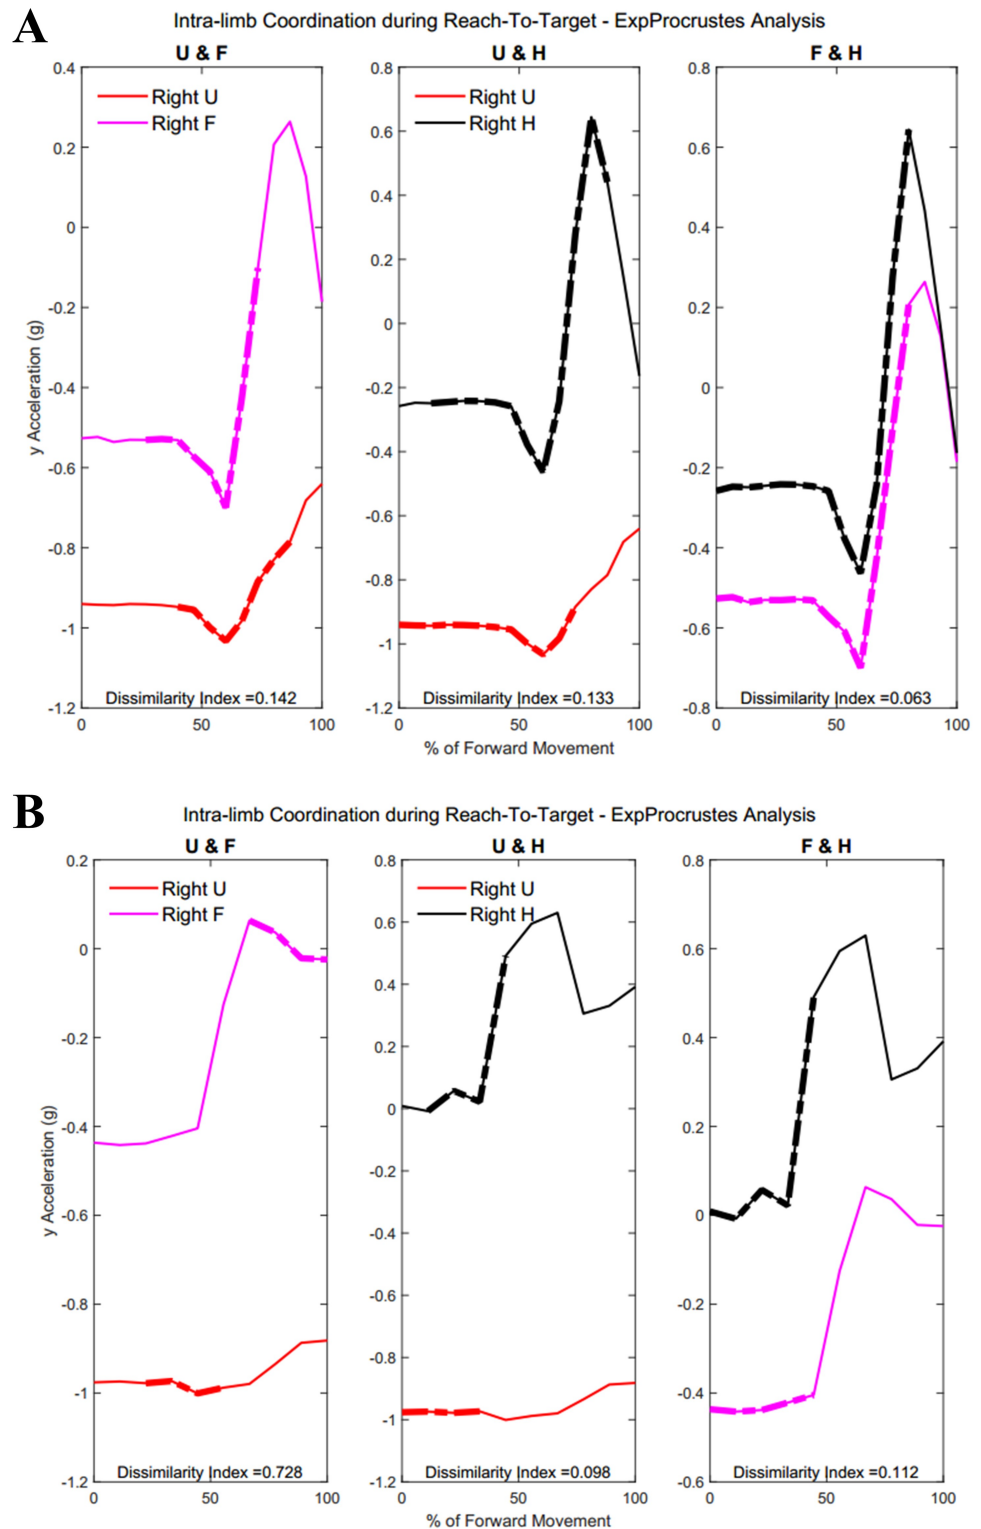 A
Intra-limb Coordination during Reach-To-Target - ExpProcrustes Analysis
U & F
U & H
F & H
0.4
0.2
0
-0.2
-0.4
-0.6
-0.8
-1
-1.2
y Acceleration (g)
Right U
Right F
Dissimilarity Index =0.142
0 50 100
0.8
0.6
0.4
0.2
0
-0.2
-0.4
-0.6
-0.8
-1
-1.2
Right U
Right H
Dissimilarity Index =0.133
0 50 100
% of Forward Movement
0.8
0.6
0.4
0.2
0
-0.2
-0.4
-0.6
-0.8
Dissimilarity Index =0.063
0 50 100
B
Intra-limb Coordination during Reach-To-Target - ExpProcrustes Analysis
U & F
U & H
F & H
0.2
0
-0.2
-0.4
-0.6
-0.8
-1
-1.2
y Acceleration (g)
Right U
Right F
Dissimilarity Index =0.728
0 50 100
0.8
0.6
0.4
0.2
0
-0.2
-0.4
-0.6
-0.8
-1
-1.2
Right U
Right H
Dissimilarity Index =0.098
0 50 100
% of Forward Movement
0.8
0.6
0.4
0.2
0
-0.2
-0.4
-0.6
Dissimilarity Index =0.112
0 50 100